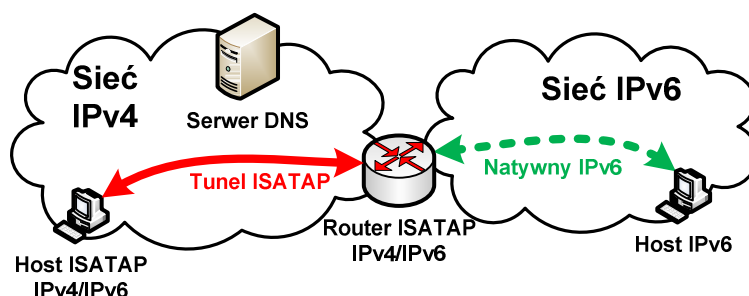 Sieć
IPv4
Serwer DNS
Sieć IPv6
Tunel ISATAP
Natywny IPv6
Router ISATAP
IPv4/IPv6
Host ISATAP
IPv4/IPv6
Host IPv6